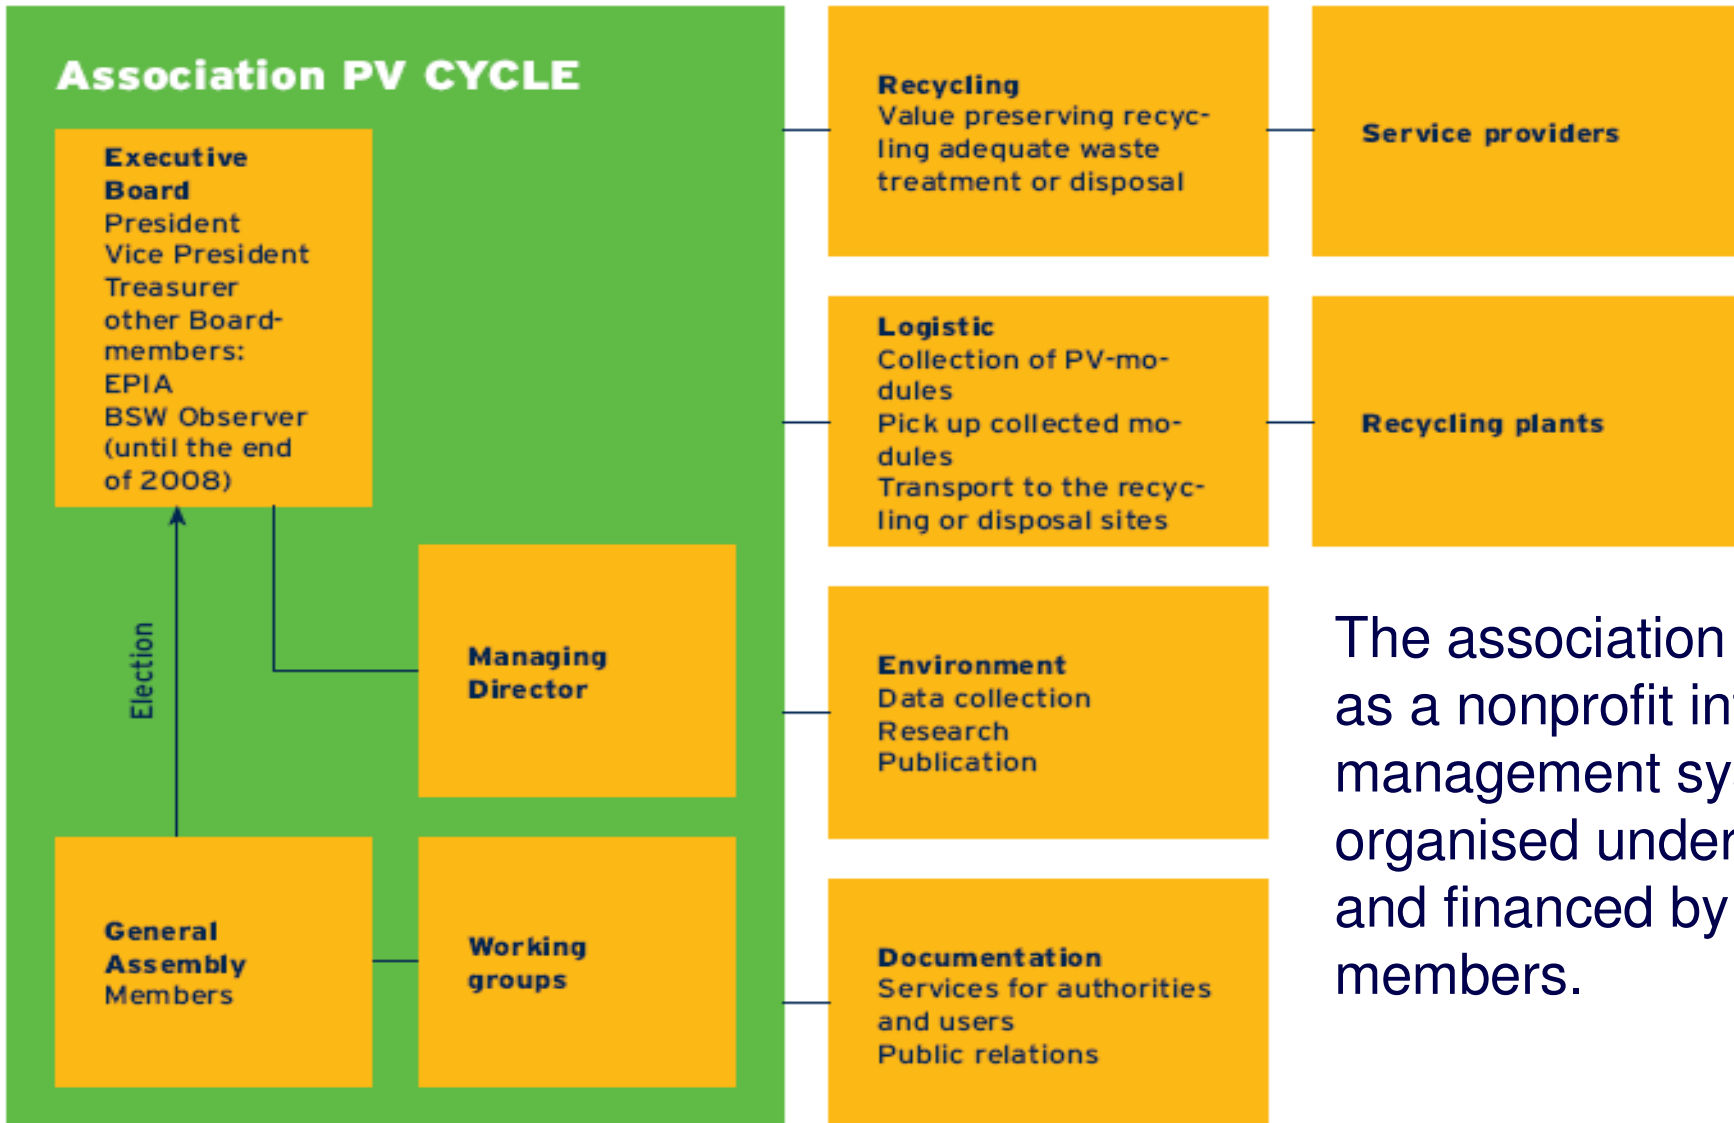 Association PV CYCLE
Executive
Board
President
Vice President
Treasurer
other Board-
members:
EPIA
BSW Observer
(until the end
of 2008)
Election
Managing
Director
General
Assembly
Members
Working
groups
Recycling
Value preserving recyc-
ling adequate waste
treatment or disposal
Service providers
Logistic
Collection of PV-mo-
dules
Pick up collected mo-
dules
Transport to the recyc-
ling or disposal sites
Recycling plants
Environment
Data collection
Research
Publication
Documentation
Services for authorities
and users
Public relations
The association
as a nonprofit
management
organised under
and financed by
members.